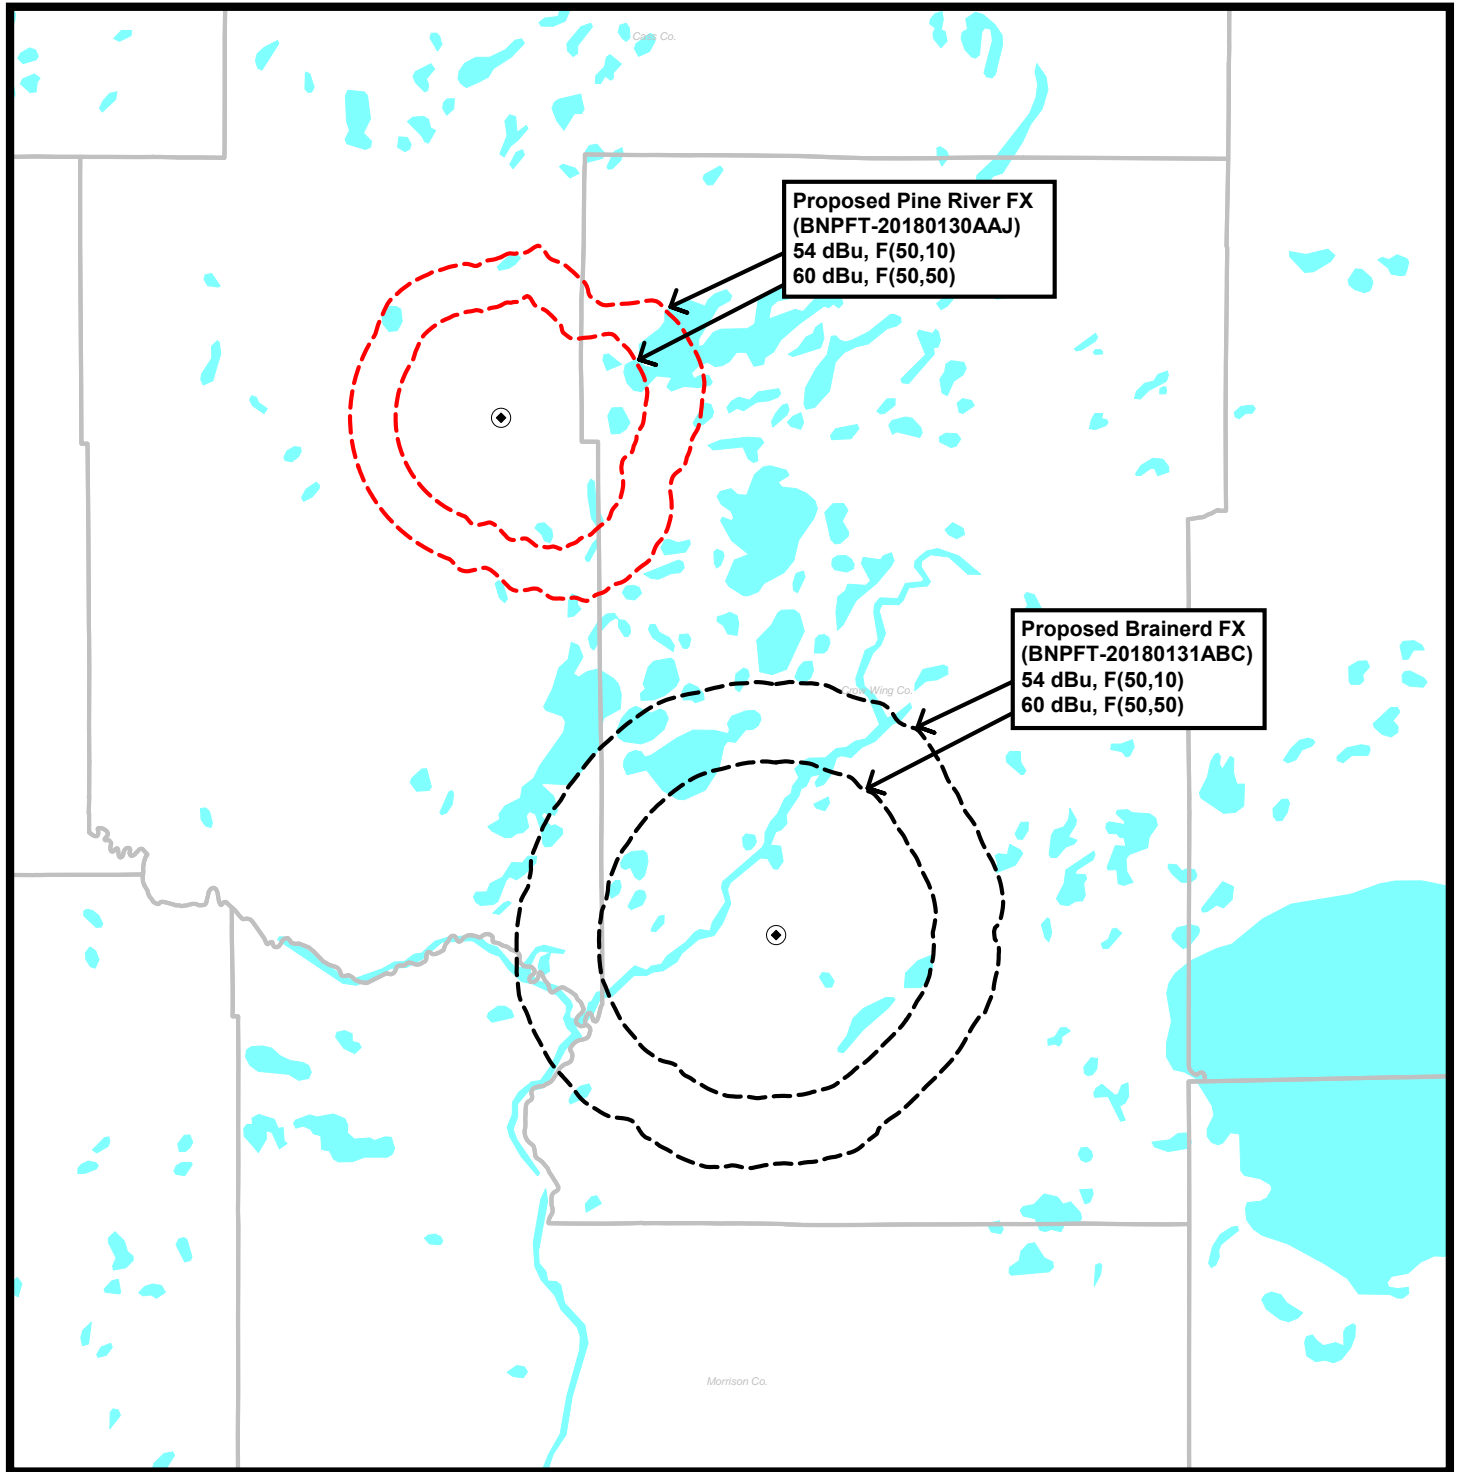 Cass Co.
Proposed Pine River FX
(BNPFT-20180130AAJ)
54 dBu, F(50,10)
60 dBu, F(50,50)
Proposed Brainerd FX
(BNPFT-20180131ABC)
54 dBu, F(50,10)
60 dBu, F(50,50)
Crow Wing Co.
Morrison Co.